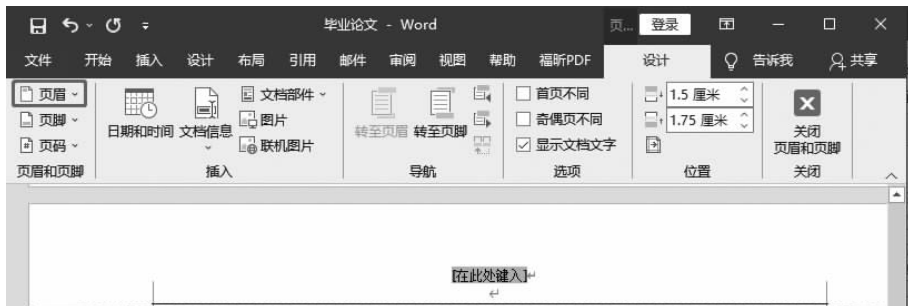 毕业论文 - Word
页... 登录
文件 开始 插入 设计 布局 引用 邮件 审阅 视图 帮助 福昕PDF 设计 告诉我 共享
页眉
页脚
页码
页眉和页脚
日期和时间 文档信息
文档部件
图片
联机图片
插入
转至页眉 转至页脚
导航
首页不同
奇偶页不同
显示文档文字
选项
1.5 厘米
1.75 厘米
位置
关闭
页眉和页脚
关闭
[在此处键入]